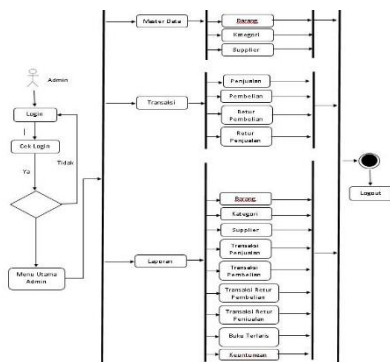 Admin
Login
Cek Login
Tidak
Ya
Menu Utama
Admin
Master Data
Barang
Kategori
Supplier
Transaksi
Penjualan
Pembelian
Retur
Pembelian
Retur
Penjualan
Laporan
Barang
Kategori
Supplier
Transaksi
Penjualan
Transaksi
Pembelian
Transaksi Retur
Pembelian
Transaksi Retur
Penjualan
Buku Terlaris
Keuntungan
Logout